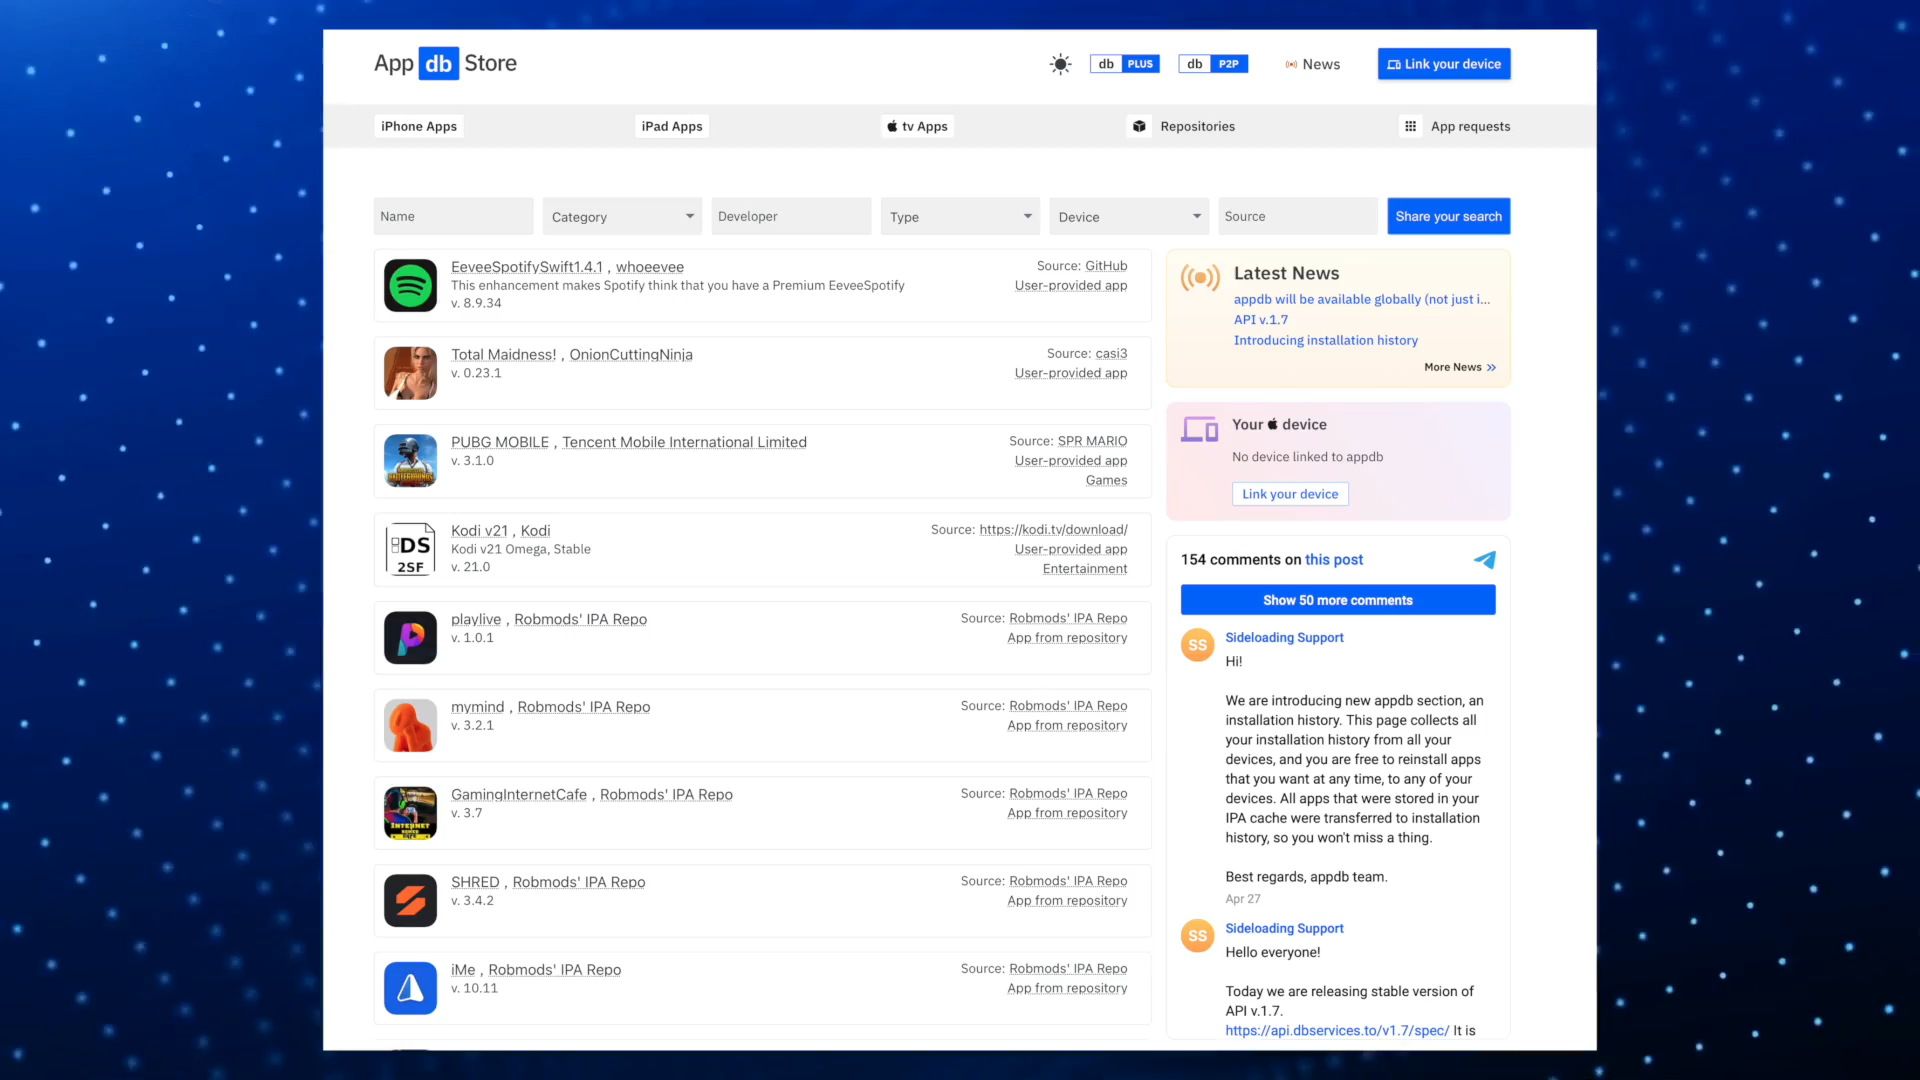 App db Store
db PLUS
db P2P
News
Link your device
iPhone Apps
iPad Apps
tv Apps
Repositories
App requests
Name
Category
Developer
Type
Device
Source
Share your search
EeveeSpotifySwift1.4.1 , whoeevee
This enhancement makes Spotify think that you have a Premium EeveeSpotify
v. 8.9.34
Source: GitHub
User-provided app
Total Maidness! , OnionCuttingNinja
v. 0.23.1
Source: casi3
User-provided app
PUBG MOBILE , Tencent Mobile International Limited
v. 3.1.0
Source: SPR MARIO
User-provided app
Games
DS
2SF
Kodi v21 , Kodi
Kodi v21 Omega, Stable
v. 21.0
Source: https://kodi.tv/download/
User-provided app
Entertainment
playlive , Robmods' IPA Repo
v. 1.0.1
Source: Robmods' IPA Repo
App from repository
mymind , Robmods' IPA Repo
v. 3.2.1
Source: Robmods' IPA Repo
App from repository
INTERNET
GamingInternetCafe , Robmods' IPA Repo
v. 3.7
Source: Robmods' IPA Repo
App from repository
SHRED , Robmods' IPA Repo
v. 3.4.2
Source: Robmods' IPA Repo
App from repository
iMe , Robmods' IPA Repo
v. 10.11
Source: Robmods' IPA Repo
App from repository
Latest News
appdb will be available globally (not just i...
API v.1.7
Introducing installation history
More News »
Your device
No device linked to appdb
Link your device
154 comments on this post
Show 50 more comments
SS
Sideloading Support
Hi!
We are introducing new appdb section, an
installation history. This page collects all
your installation history from all your
devices, and you are free to reinstall apps
that you want at any time, to any of your
devices. All apps that were stored in your
IPA cache were transferred to installation
history, so you won't miss a thing.
Best regards, appdb team.
Apr 27
SS
Sideloading Support
Hello everyone!
Today we are releasing stable version of
API v.1.7.
https://api.dbservices.to/v1.7/spec/ It is